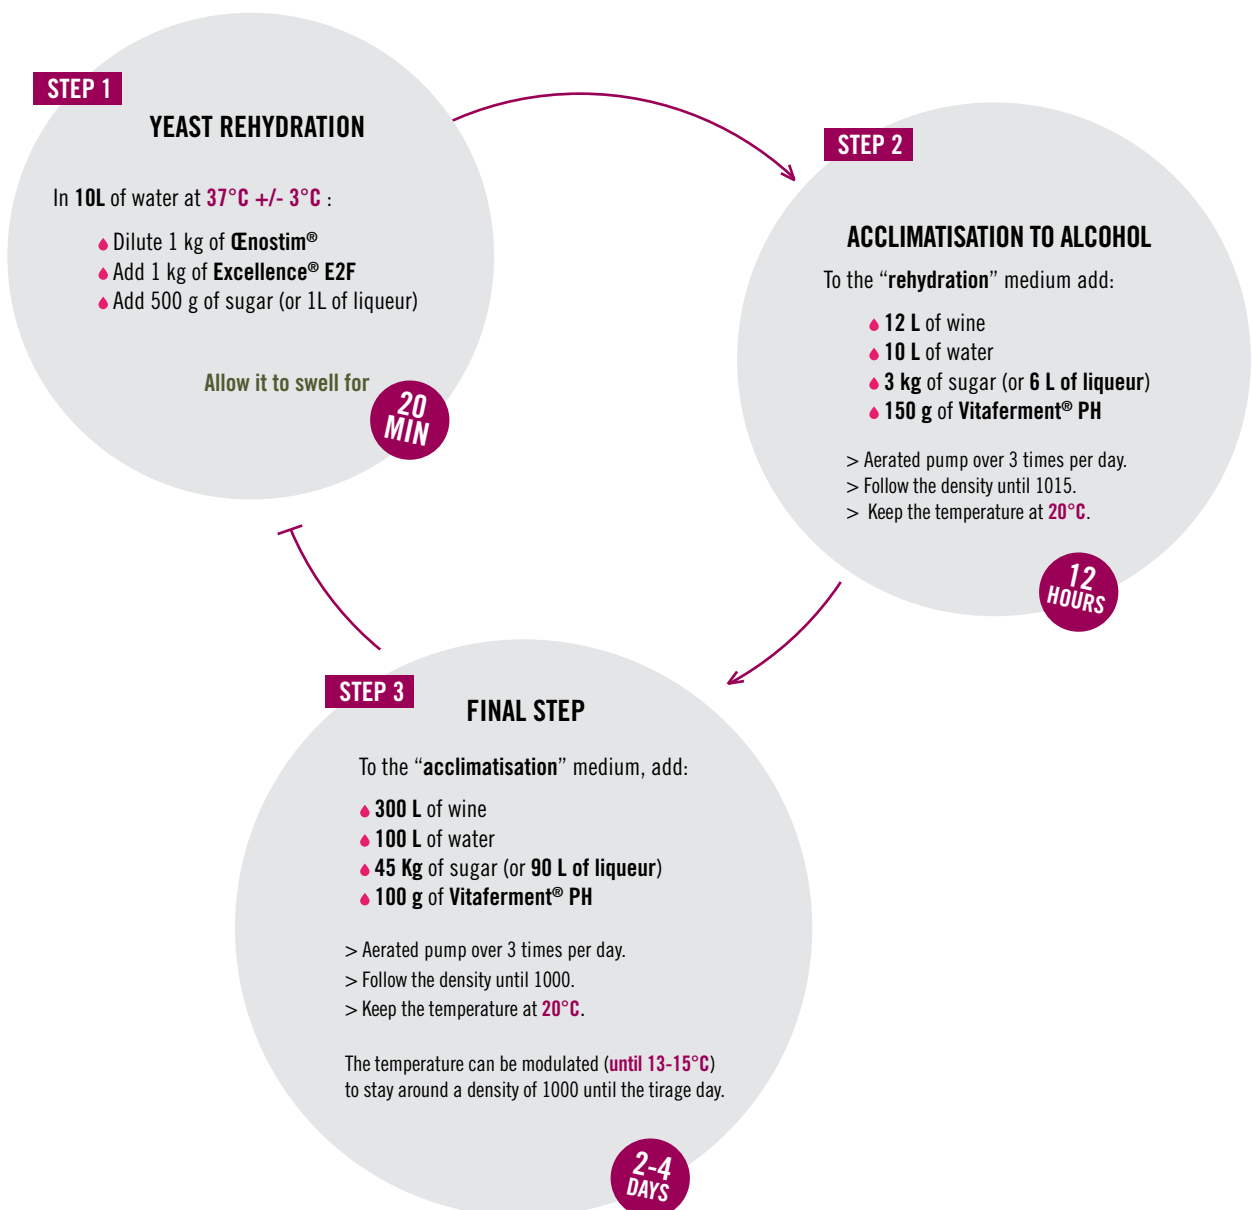 STEP 1
YEAST REHYDRATION
In 10L of water at 37°C +/- 3°C :
Dilute 1 kg of Œnostim®
Add 1 kg of Excellence® E2F
Add 500 g of sugar (or 1L of liqueur)
Allow it to swell for
20
MIN
STEP 2
ACCLIMATISATION TO ALCOHOL
To the “rehydration” medium add:
12 L of wine
10 L of water
3 kg of sugar (or 6 L of liqueur)
150 g of Vitaferment® PH
> Aerated pump over 3 times per day.
> Follow the density until 1015.
> Keep the temperature at 20°C.
12
HOURS
STEP 3
FINAL STEP
To the “acclimatisation” medium, add:
300 L of wine
100 L of water
45 Kg of sugar (or 90 L of liqueur)
100 g of Vitaferment® PH
> Aerated pump over 3 times per day.
> Follow the density until 1000.
> Keep the temperature at 20°C.
The temperature can be modulated (until 13-15°C)
to stay around a density of 1000 until the tirage day.
2-4
DAYS